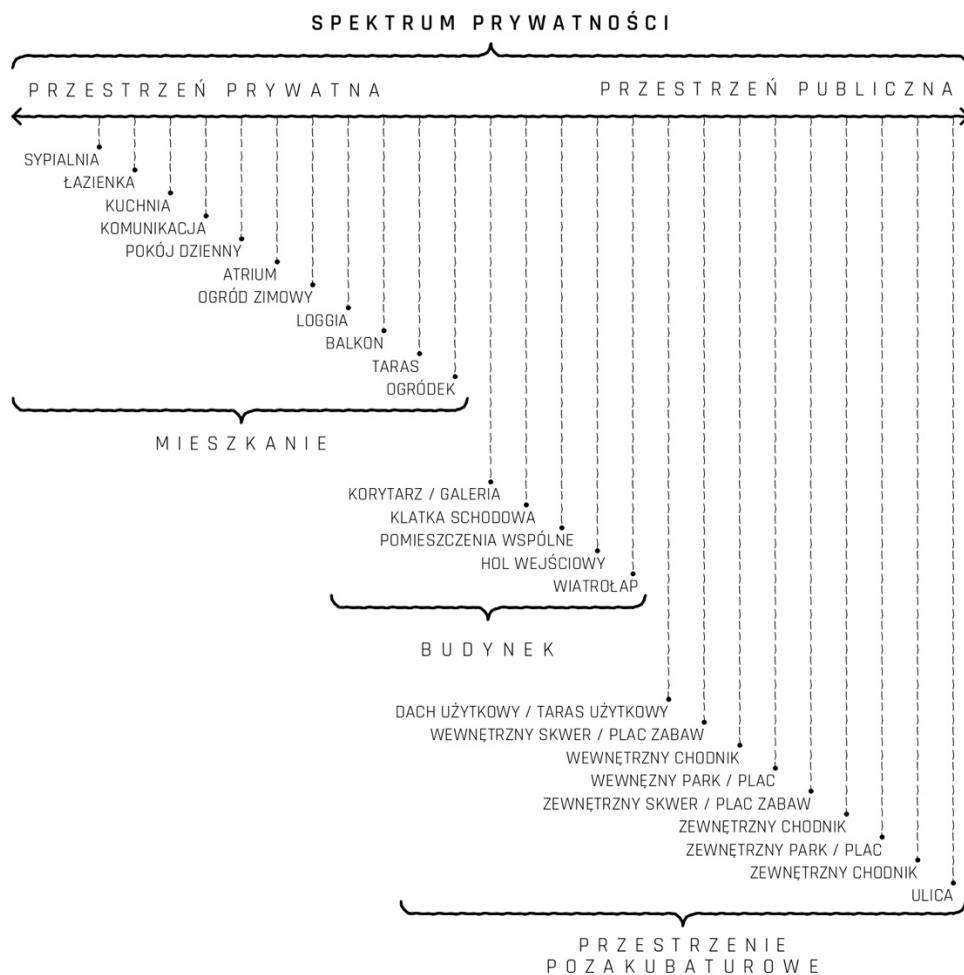 SPEKTRUM PRYWATNOŚCI
PRZESTRZEŃ PRYWATNA
PRZESTRZEŃ PUBLICZNA
SYPIALNIA
ŁAZIENKA
KUCHNIA
KOMUNIKACJA
POKÓJ DZIENNY
ATRIUM
OGRÓD ZIMOWY
LOGGIA
BALKON
TARAS
OGRÓDEK
MIESZKANIE
KORYTARZ / GALERIA
KLATKA SCHODOWA
POMIESZCZENIA WSPÓLNE
HOL WEJŚCIOWY
WIATROŁAP
BUDYNEK
DACH UŻYTKOWY / TARAS UŻYTKOWY
WEWNĘTRZNY SKWER / PLAC ZABAW
WEWNĘTRZNY CHODNIK
WEWNĘZNY PARK / PLAC
ZEWNĘTRZNY SKWER / PLAC ZABAW
ZEWNĘTRZNY CHODNIK
ZEWNĘTRZNY PARK / PLAC
ZEWNĘTRZNY CHODNIK
ULICA
PRZESTRZENIE
POZAKUBATUROWE